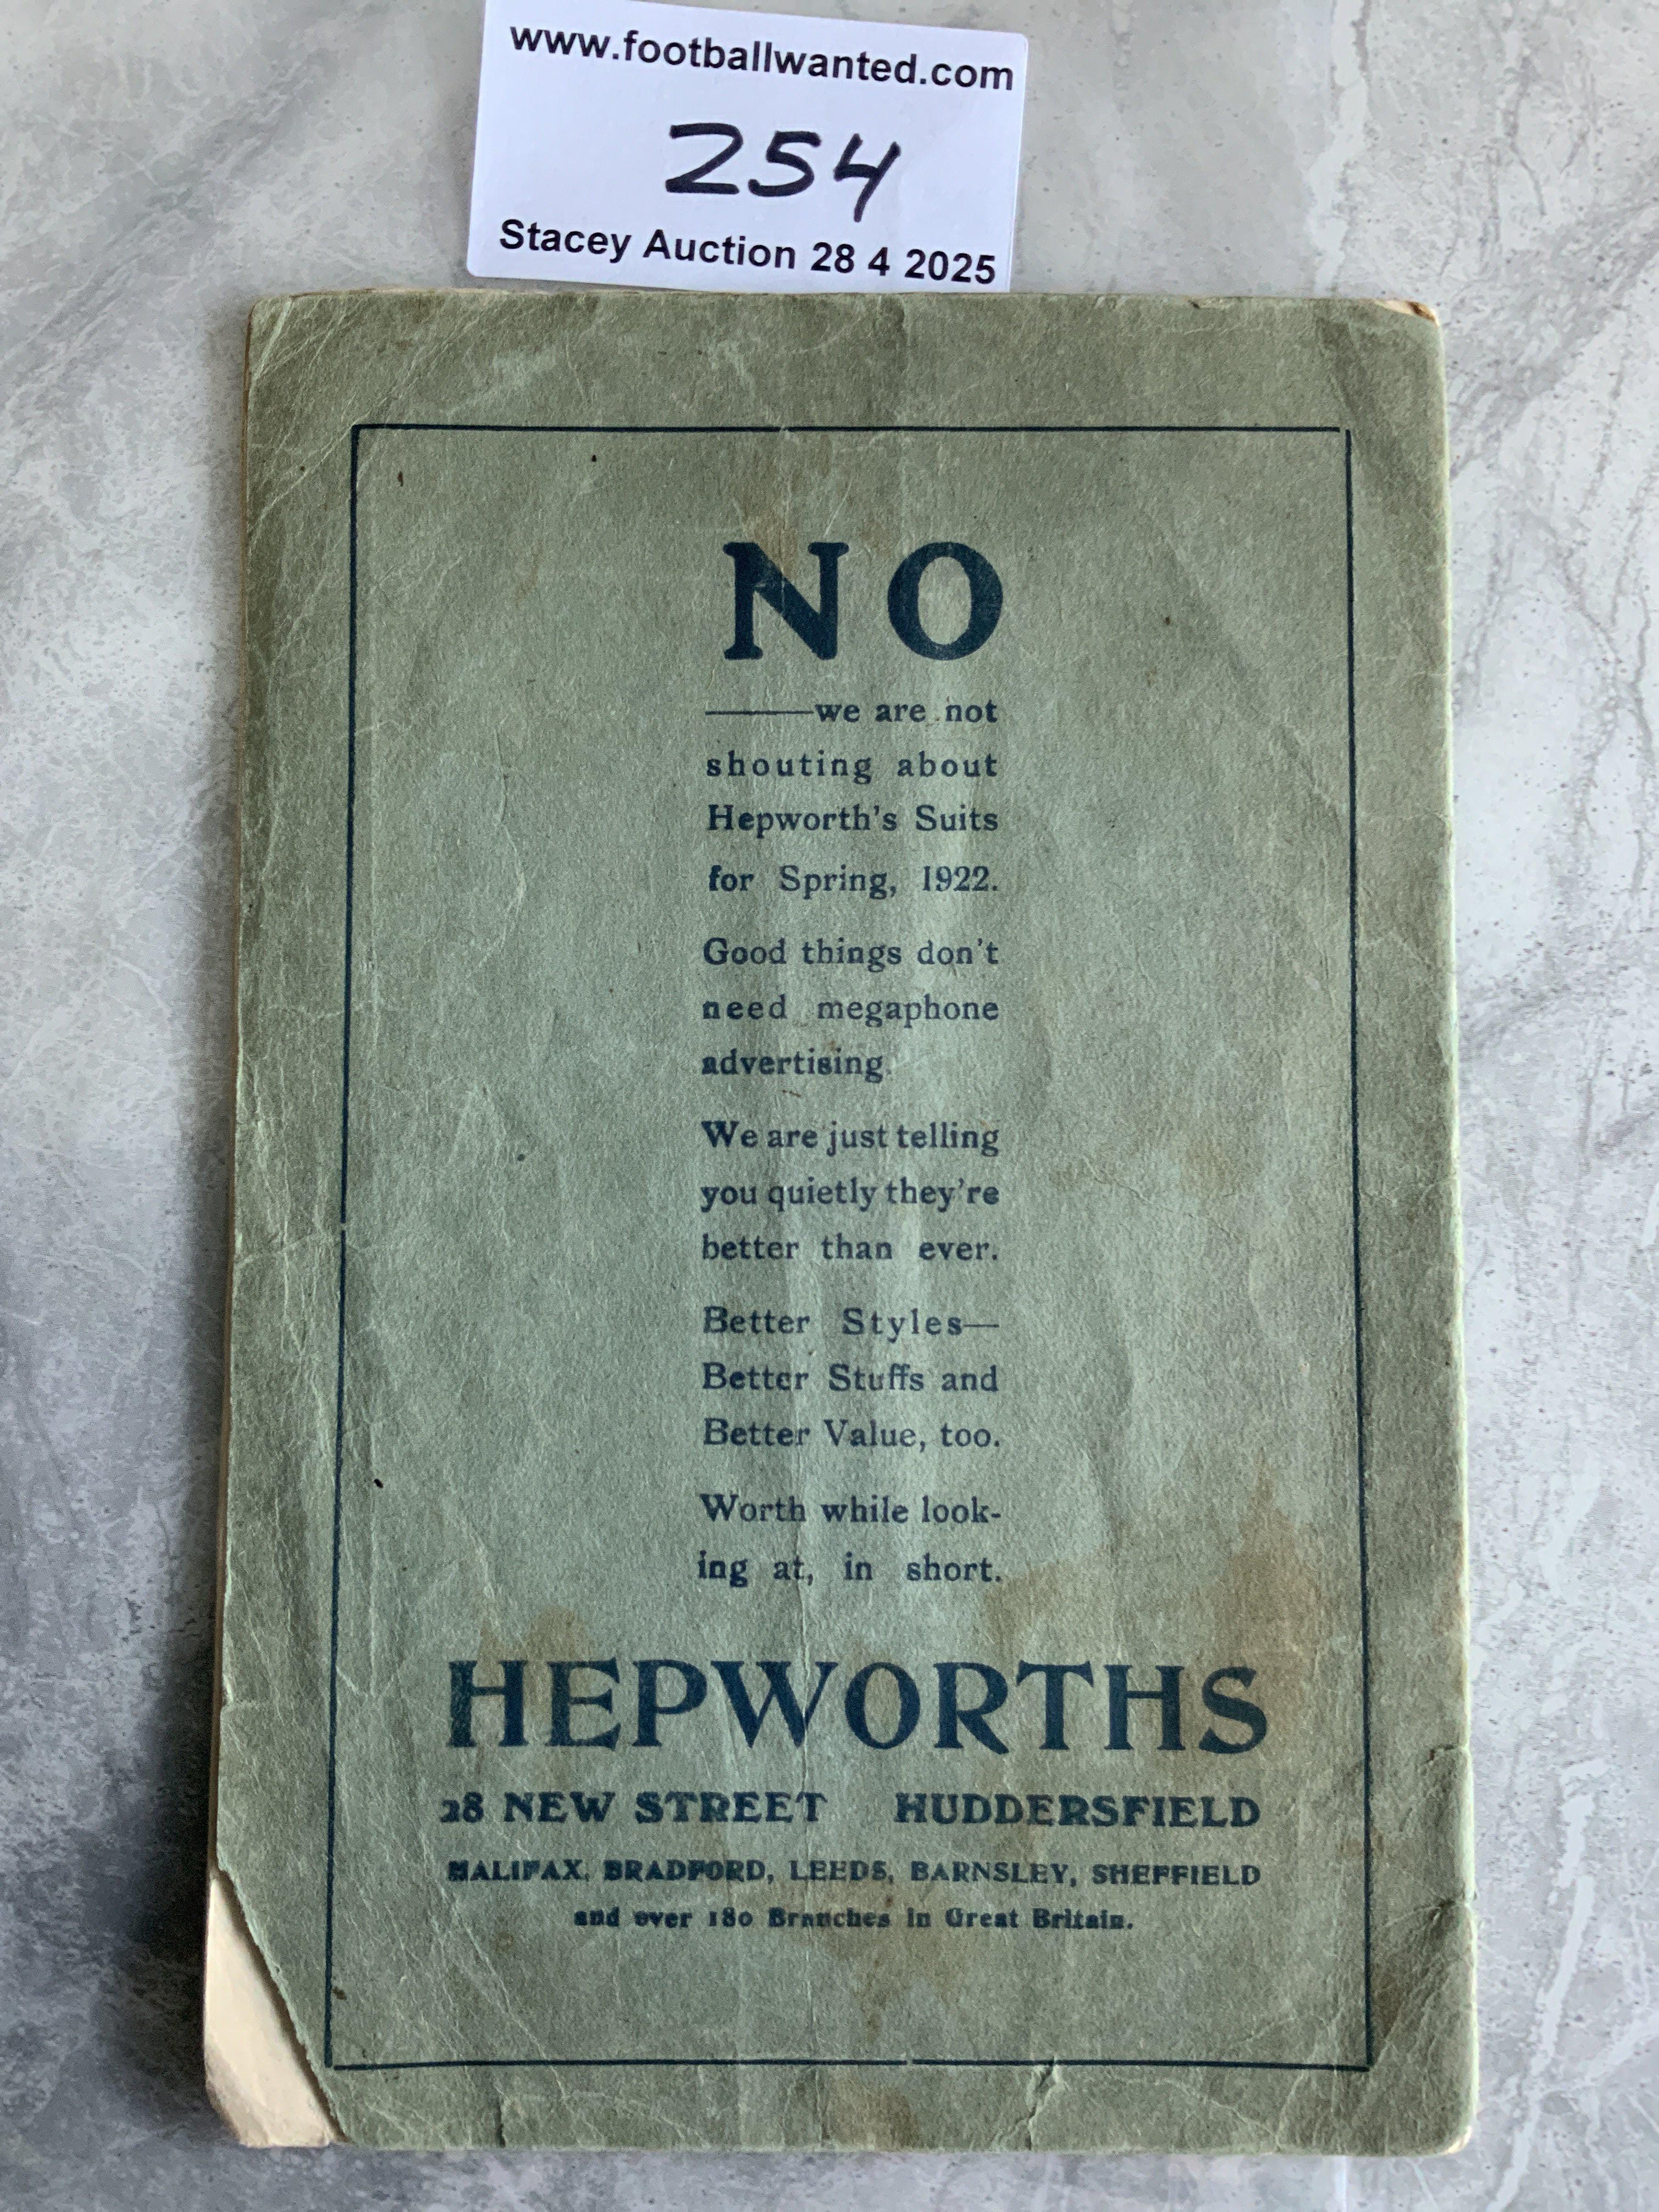 www.footballwanted.com
254
Stacey Auction 28 4 2025
NO
——we are not
shouting about
Hepworth's Suits
for Spring, 1922.
Good things don't
need megaphone
advertising.
We are just telling
you quietly they're
better than ever.
Better Styles—
Better Stuffs and
Better Value, too.
Worth while look-
ing at, in short.
HEPWORTHS
28 NEW STREET HUDDERSFIELD
HALIFAX, BRADFORD, LEEDS, BARNSLEY, SHEFFIELD
and over 180 Branches in Great Britain.